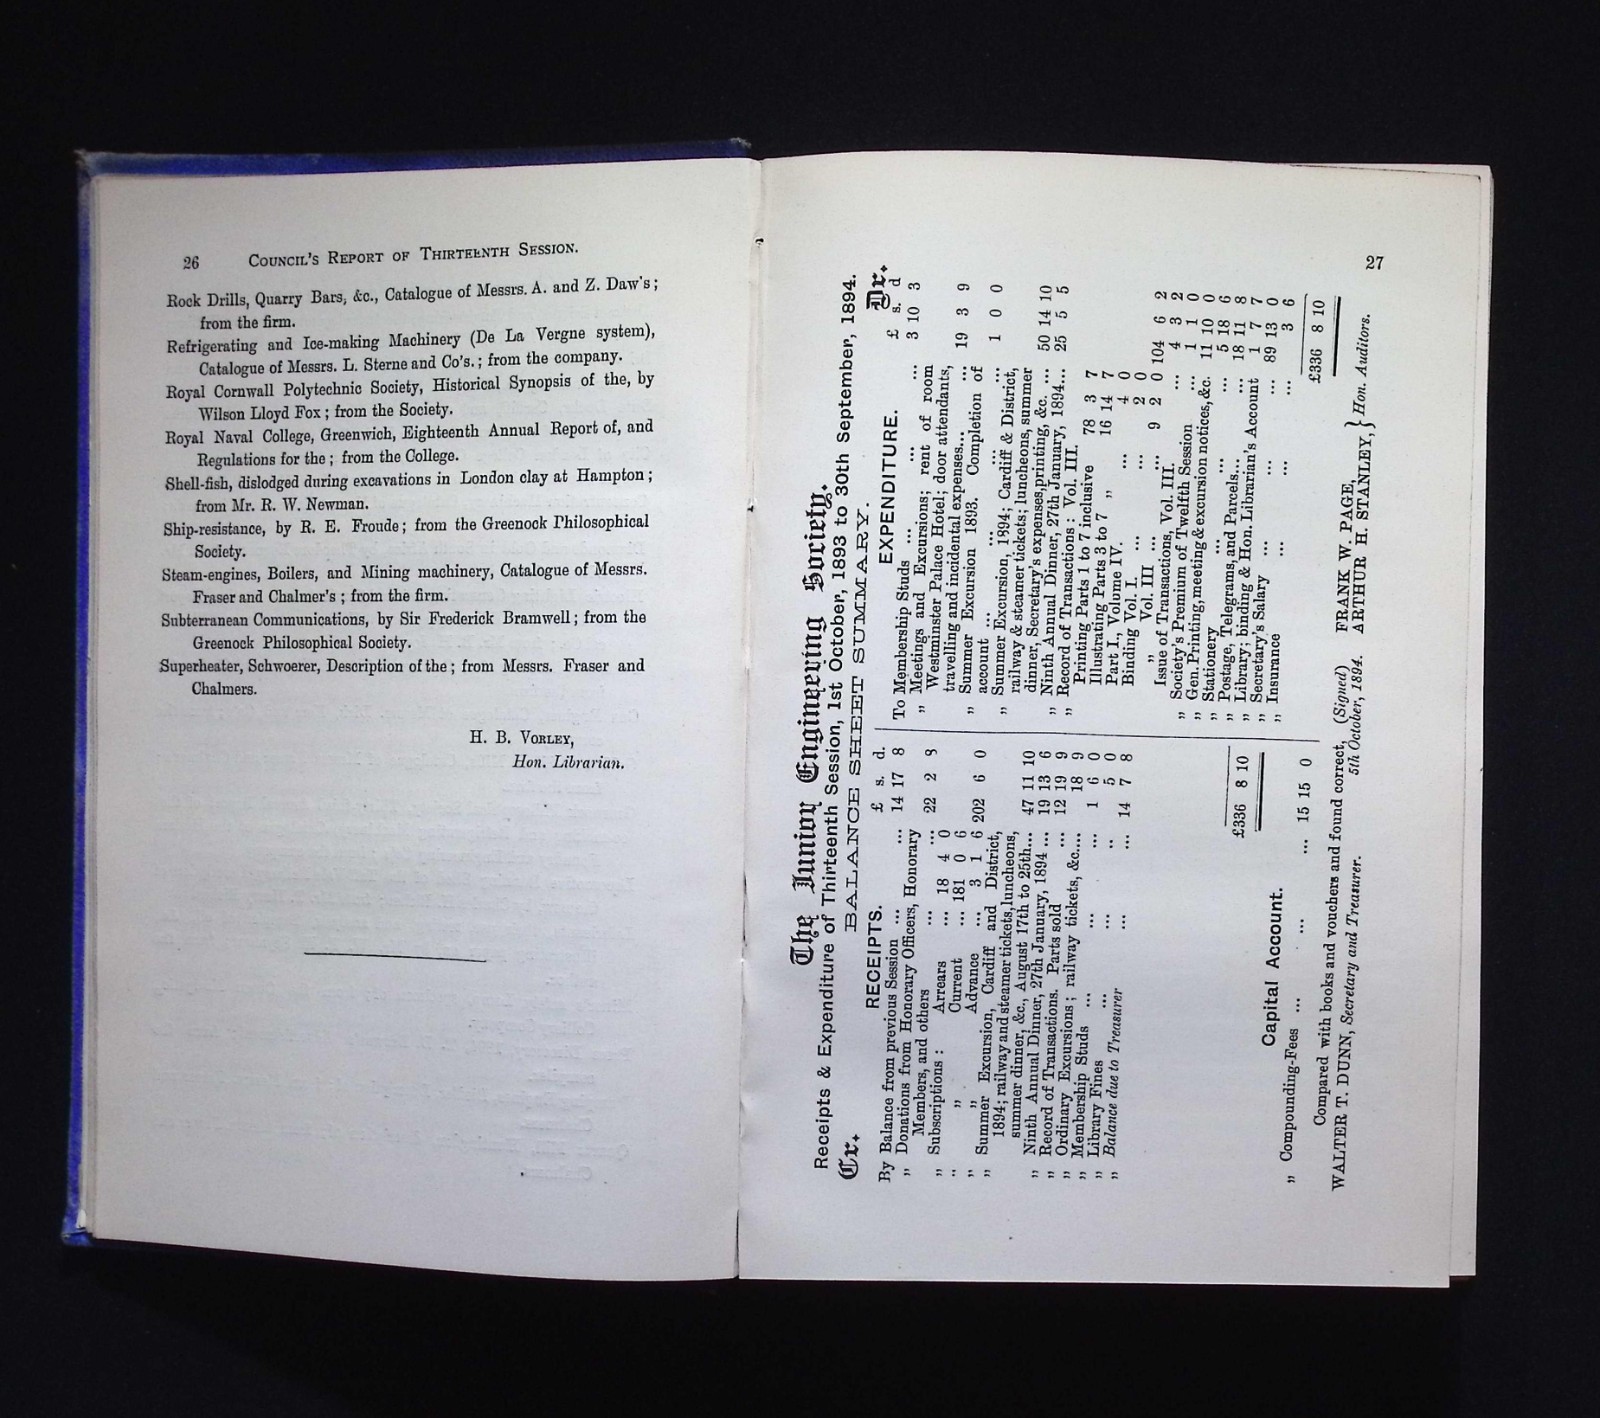 26 COUNCIL'S REPORT OF THIRTEENTH SESSION.
Rock Drills, Quarry Bars, &c., Catalogue of Messrs. A. and Z. Daw's;
from the firm.
Refrigerating and Ice-making Machinery (De La Vergne system),
Catalogue of Messrs. L. Sterne and Co's.; from the company.
Royal Cornwall Polytechnic Society, Historical Synopsis of the, by
Wilson Lloyd Fox; from the Society.
Royal Naval College, Greenwich, Eighteenth Annual Report of, and
Regulations for the; from the College.
Shell-fish, dislodged during excavations in London clay at Hampton;
from Mr. R. W. Newman.
Ship-resistance, by R. E. Froude; from the Greenock Philosophical
Society.
Steam-engines, Boilers, and Mining machinery, Catalogue of Messrs.
Fraser and Chalmer's; from the firm.
Subterranean Communications, by Sir Frederick Bramwell; from the
Greenock Philosophical Society.
Superheater, Schwoerer, Description of the; from Messrs. Fraser and
Chalmers.
H. B. VORLEY,
Hon. Librarian.
27
The Junior Engineering Society.
Receipts & Expenditure of Thirteenth Session, 1st October, 1893 to 30th September, 1894.
BALANCE SHEET SUMMARY.
Cr.
RECEIPTS.
£ s. d.
By Balance from previous Session ... ... 14 17 8
„ Donations from Honorary Officers, Honorary
Members, and others ... ... 22 2 9
„ Subscriptions: Arrears ... 18 4 0
„ „ Current ... 181 0 6
„ „ Advance ... 3 1 6 202 6 0
„ Summer Excursion, Cardiff and District,
1894; railway and steamer tickets, luncheons,
summer dinner, &c., August 17th to 25th... 47 11 10
„ Ninth Annual Dinner, 27th January, 1894 ... 19 13 6
„ Record of Transactions. Parts sold ... 12 19 9
„ Ordinary Excursions; railway tickets, &c.... 18 9
„ Membership Studs ... ... ... 1 6 0
„ Library Fines ... ... .. 5 0
„ Balance due to Treasurer ... ... 14 7 8
£336 8 10
Dr.
EXPENDITURE.
£ s. d
To Membership Studs ... ... ... 3 10 3
„ Meetings and Excursions; rent of room
Westminster Palace Hotel; door attendants,
travelling and incidental expenses... ... 19 3 9
„ Summer Excursion 1893. Completion of
account ... ... ... 1 0 0
„ Summer Excursion, 1894; Cardiff & District,
railway & steamer tickets; luncheons, summer
dinner, Secretary's expenses, printing, &c. ... 50 14 10
„ Ninth Annual Dinner, 27th January, 1894... 25 5 5
„ Record of Transactions: Vol. III.
Printing Parts 1 to 7 inclusive 78 3 7
Illustrating Parts 3 to 7 „ 16 14 7
Part I., Volume IV. ... 4 0
Binding Vol. I. ... ... 2 0
„ Vol. III ... ... 9 2 0 104 6 2
Issue of Transactions, Vol. III. ... 4 3 2
„ Society's Premium of Twelfth Session ... 1 1 0
„ Gen. Printing, meeting & excursion notices, &c. 11 10 0
„ Stationery ... ... ... 5 18 6
„ Postage, Telegrams, and Parcels... ... 18 11 8
„ Library; binding & Hon. Librarian's Account 1 7 7
„ Secretary's Salary ... ... ... 89 13 0
„ Insurance ... ... ... 3 6
£336 8 10
Capital Account.
„ Compounding-Fees ... ... ... 15 15 0
Compared with books and vouchers and found correct,
WALTER T. DUNN, Secretary and Treasurer.
(Signed) FRANK W. PAGE,
5th October, 1894. ARTHUR H. STANLEY, } Hon. Auditors.